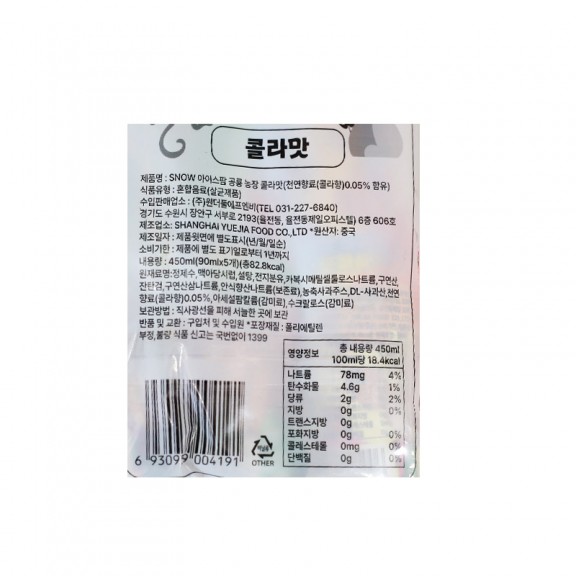 콜라맛
제품명 : SNOW 아아스팜 공룡 농장 콜라맛(천연향료(콜라향)0.05% 함유)
식품유형 : 혼합음료(살균제품)
수입판매업소 : (주)원더풀에프엔비(TEL 031-227-6840)
경기도 수원시 장안구 서부로 2193(율전동, 율전동제일오피스텔) 6층 606호
제조업소: SHANGHAI YUEJIA FOOD CO.,LTD *원산자: 중국
제조일자 : 제품윗면에 별도표시(년/월/일순)
소비기한 : 제품에 별도 표기일로부터 1년까지
내용량 : 450ml(90mlx5개)(총82.8kcal)
원재료명:정제수,맥아당시럽,설탕,전지분유,카복시메틸셀룰로스나트륨,구연산,
잔탄검,구연산삼나트륨,안식향산나트륨(보존료),농축사과주스,DL-사과산,천연
향료(콜라향)0.05%,아세설팜칼륨(감미료),수크랄로스(감미료)
보관방법 : 직사광선을 피해 서늘한 곳에 보관
반품 및 교환 : 구입처 및 수입원 *포장재질 : 폴리에틸렌
부정,불량 식품 신고는 국번없이 1399
영양정보
총 내용량 450ml
100ml당 18.4kcal
나트륨 78mg 4%
탄수화물 4.6g 1%
당류 2g 2%
지방 0g 0%
트랜스지방 0g
포화지방 0g 0%
콜레스테롤 0mg 0%
단백질 0g 0%
6 93099 004191
OTHER